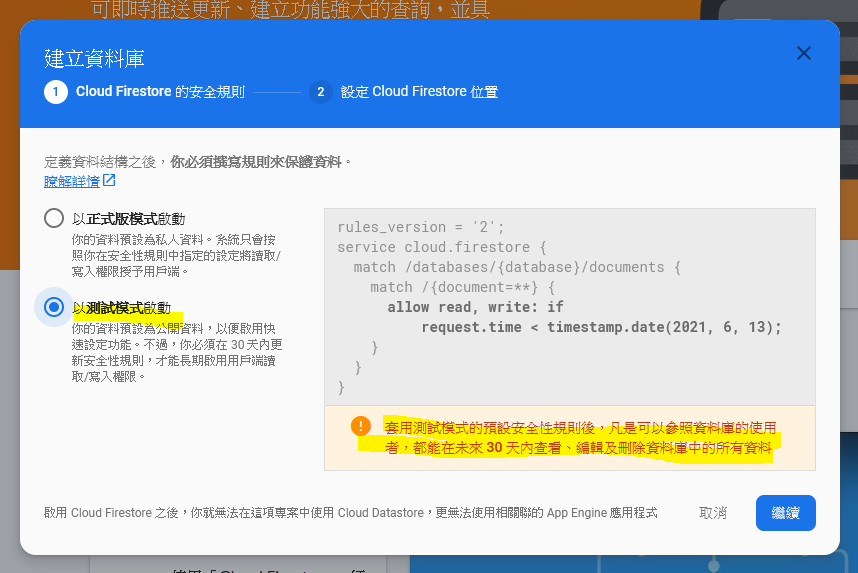 可即時推送更新、建立功能強大的查詢，並具
建立資料庫
1 Cloud Firestore 的安全規則
2 設定 Cloud Firestore 位置
定義資料結構之後，你必須撰寫規則來保護資料。
瞭解詳情
以正式版模式啟動
你的資料預設為私人資料。系統只會按
照你在安全性規則中指定的設定將讀取/
寫入權限授予用戶端。
以測試模式啟動
你的資料預設為公開資料，以便啟用快
速設定功能。不過，你必須在 30 天內更
新安全性規則，才能長期啟用用戶端讀
取/寫入權限。
rules_version = '2';
service cloud.firestore {
match /databases/{database}/documents {
match /{document=**} {
allow read, write: if
request.time < timestamp.date(2021, 6, 13);
}
}
}
套用測試模式的預設安全性規則後，凡是可以參照資料庫的使用
者，都能在未來 30 天內查看、編輯及刪除資料庫中的所有資料
啟用 Cloud Firestore 之後，你就無法在這項專案中使用 Cloud Datastore，更無法使用相關聯的 App Engine 應用程式
取消
繼續